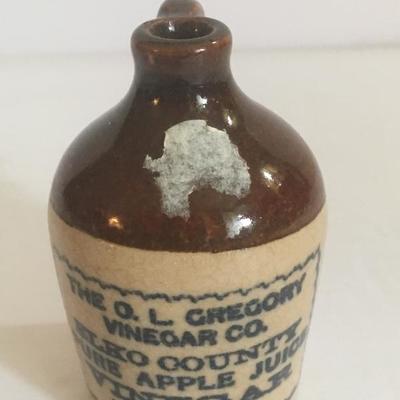 THE O. L. GREGORY
VINEGAR CO.
ELKO COUNTY
PURE APPLE JUICE
VINEGAR